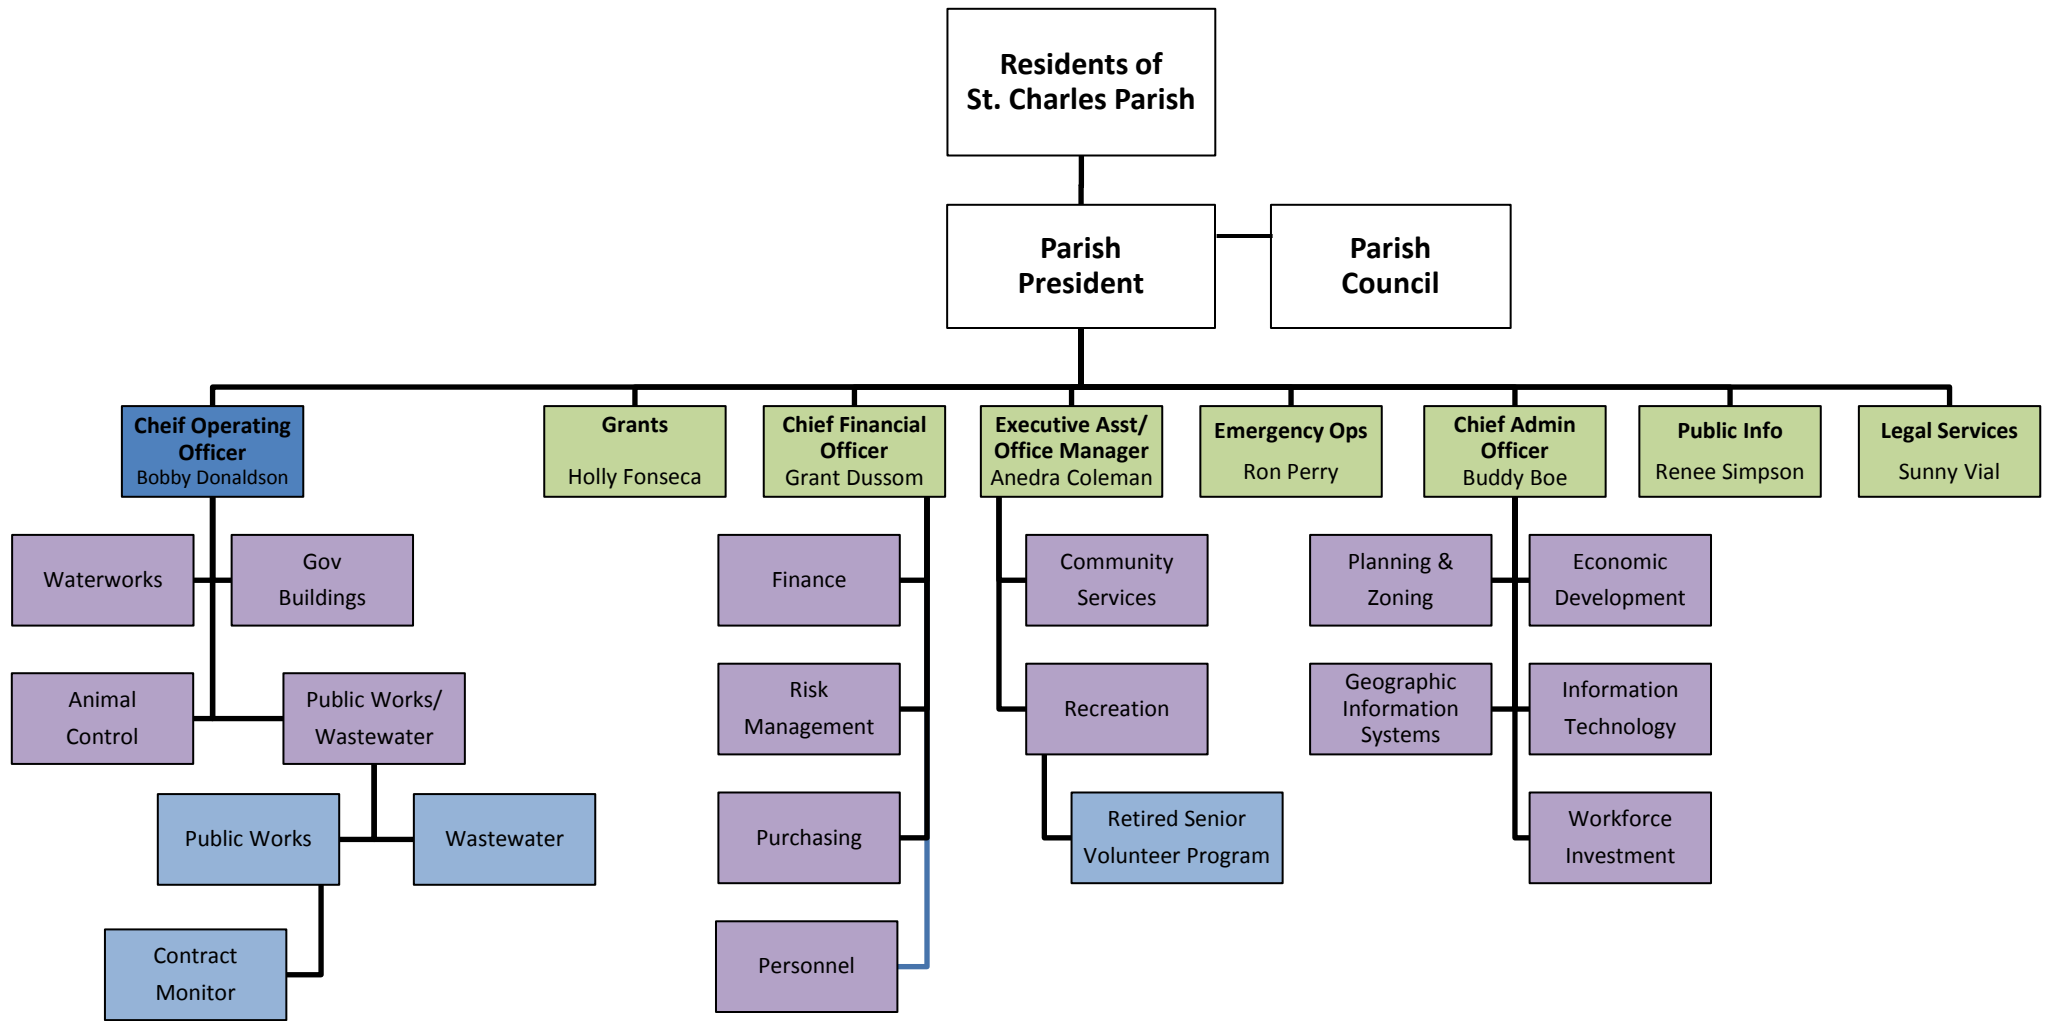 Residents of
St. Charles Parish
Parish
President
Parish
Council
Cheif Operating
Officer
Bobby Donaldson
Grants
Holly Fonseca
Chief Financial
Officer
Grant Dussom
Executive Asst/
Office Manager
Anedra Coleman
Emergency Ops
Ron Perry
Chief Admin
Officer
Buddy Boe
Public Info
Renee Simpson
Legal Services
Sunny Vial
Waterworks
Gov
Buildings
Animal
Control
Public Works/
Wastewater
Public Works
Wastewater
Contract
Monitor
Finance
Risk
Management
Purchasing
Personnel
Community
Services
Recreation
Retired Senior
Volunteer Program
Planning &
Zoning
Economic
Development
Geographic
Information
Systems
Information
Technology
Workforce
Investment